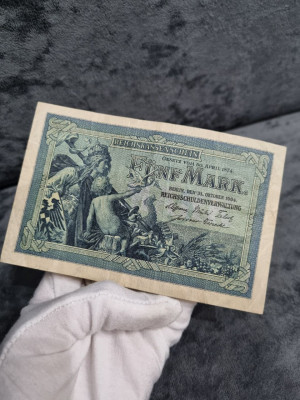 REICHSKASSENSCHEIN
GESETZ VOM 30. APRIL 1874.
FÜNF MARK
BERLIN, DEN 31. OKTOBER 1904.
REICHSSCHULDENVERWALTUNG